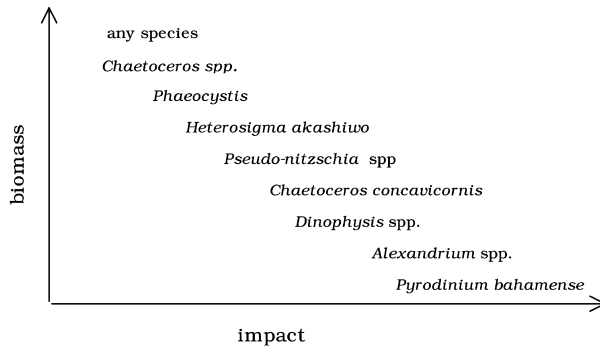 any species
Chaetoceros spp.
Phaeocystis
Heterosigma akashiwo
Pseudo-nitzschia spp
Chaetoceros concavicornis
Dinophysis spp.
Alexandrium spp.
Pyrodinium bahamense
biomass
impact